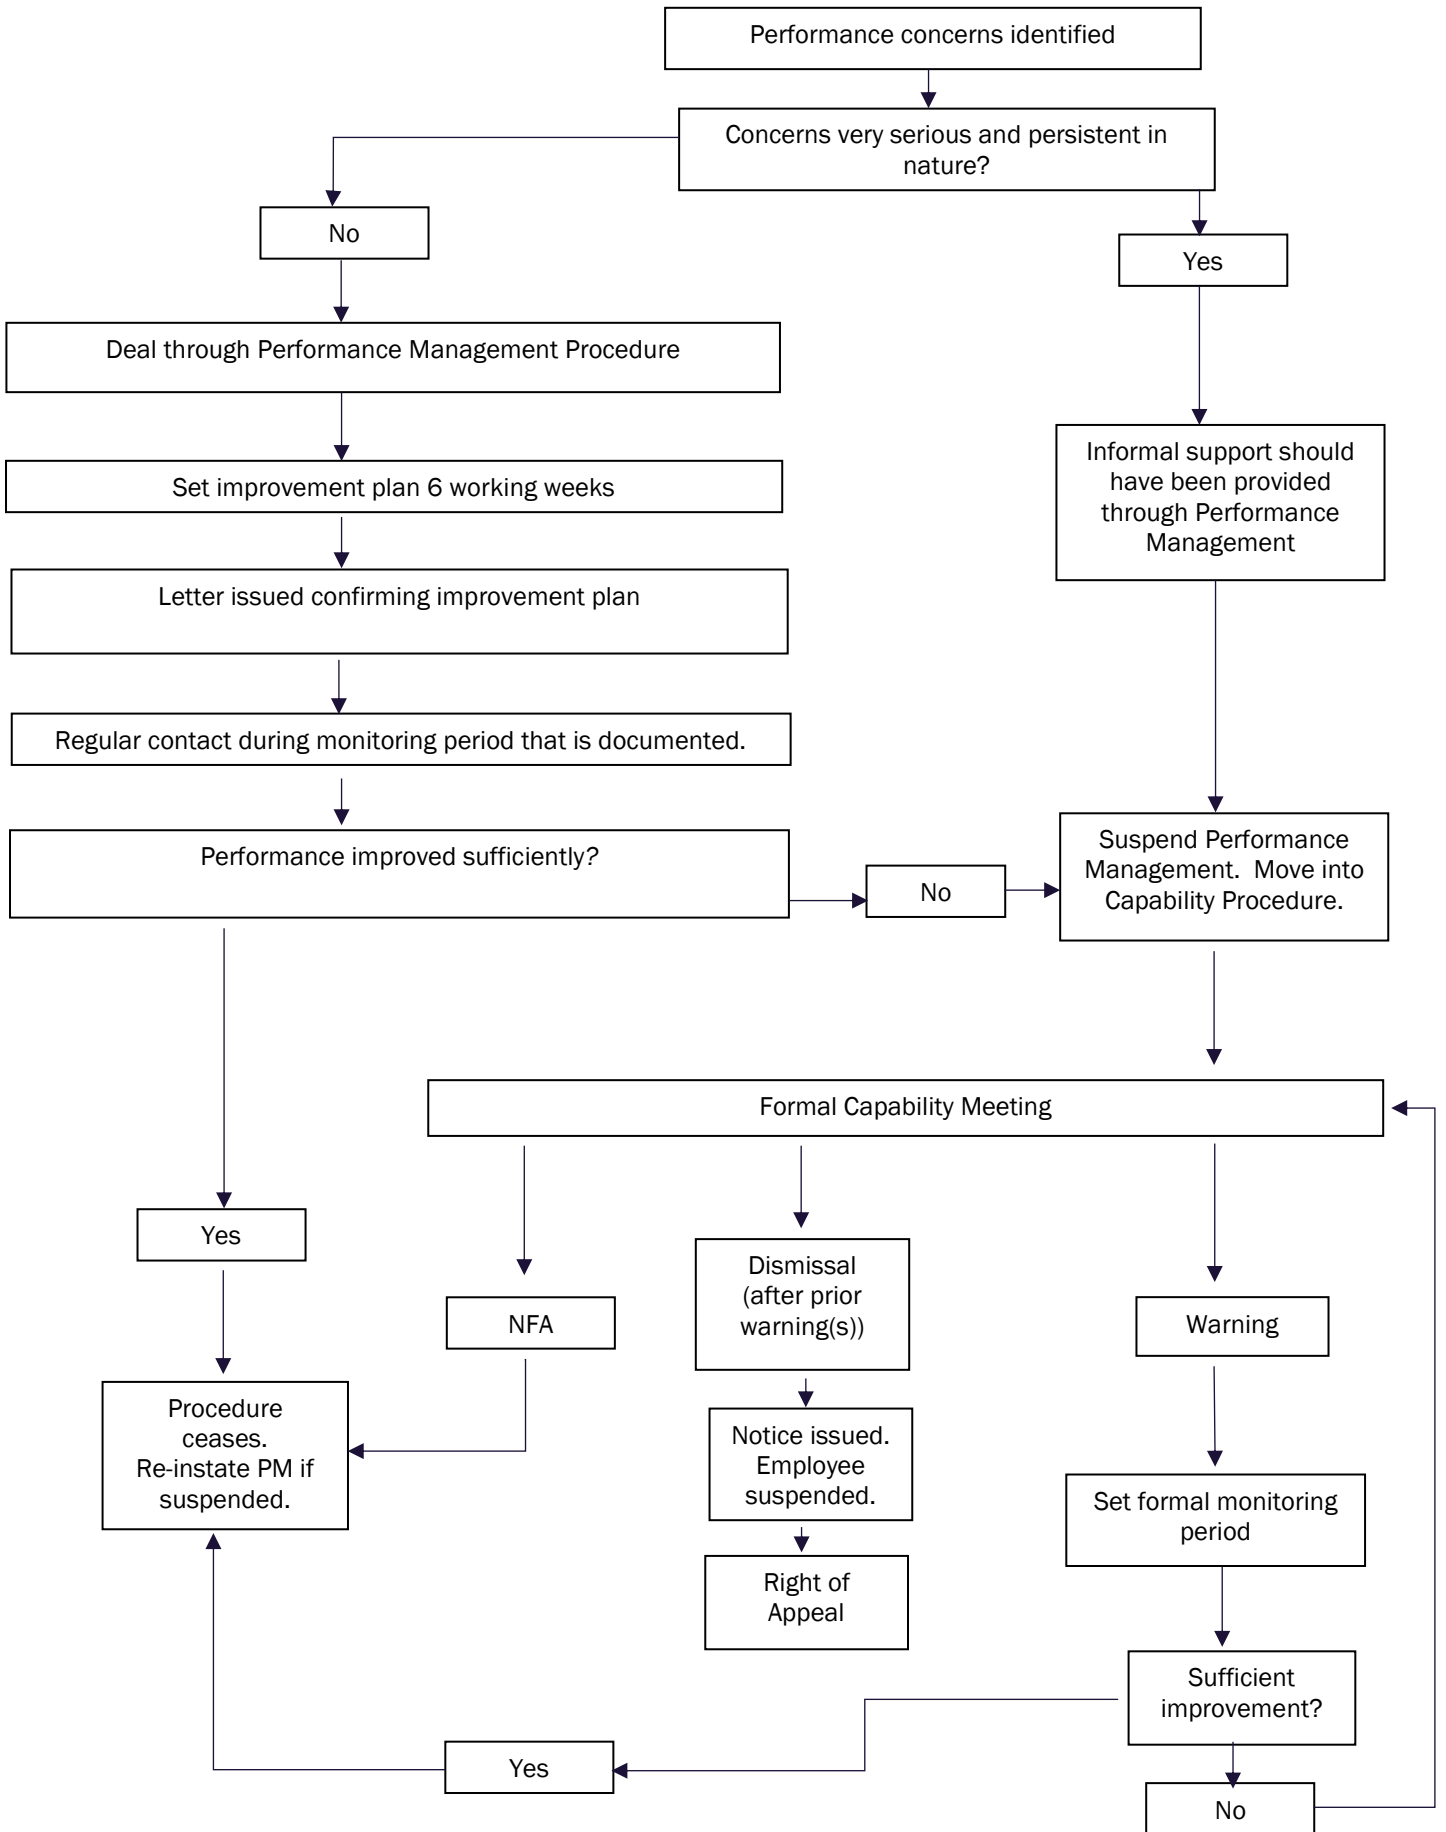 Performance concerns identified
Concerns very serious and persistent in
nature?
No
Yes
Deal through Performance Management Procedure
Informal support should
have been provided
through Performance
Management
Set improvement plan 6 working weeks
Letter issued confirming improvement plan
Regular contact during monitoring period that is documented.
Performance improved sufficiently?
No
Suspend Performance
Management.  Move into
Capability Procedure.
Formal Capability Meeting
Yes
NFA
Dismissal
(after prior
warning(s))
Warning
Procedure
ceases.
Re-instate PM if
suspended.
Notice issued.
Employee
suspended.
Set formal monitoring
period
Right of
Appeal
Sufficient
improvement?
Yes
No